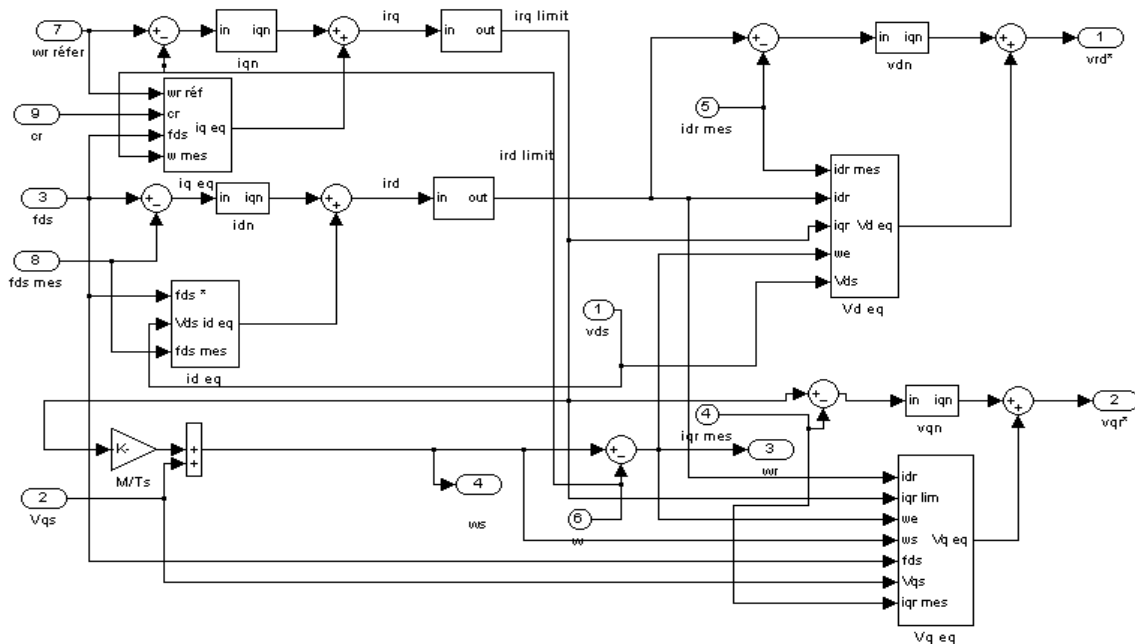 7
wr réfer
in iqn
iqn
irq
in out
irq limit
in iqn
vdn
1
vrd*
5
idr mes
wr réf
cr
fds
w mes
iq eq
iq eq
9
cr
3
fds
in iqn
idn
ird
in out
ird limit
idr mes
idr
iqr
we
Vds
Vd eq
Vd eq
8
fds mes
fds *
Vds id eq
fds mes
id eq
1
vds
4
iqr mes
in iqn
vqn
2
vqr*
K-
M/Ts
3
wr
2
Vqs
4
ws
6
w
idr
iqr lim
we
ws
Vq eq
fds
Vqs
iqr mes
Vq eq